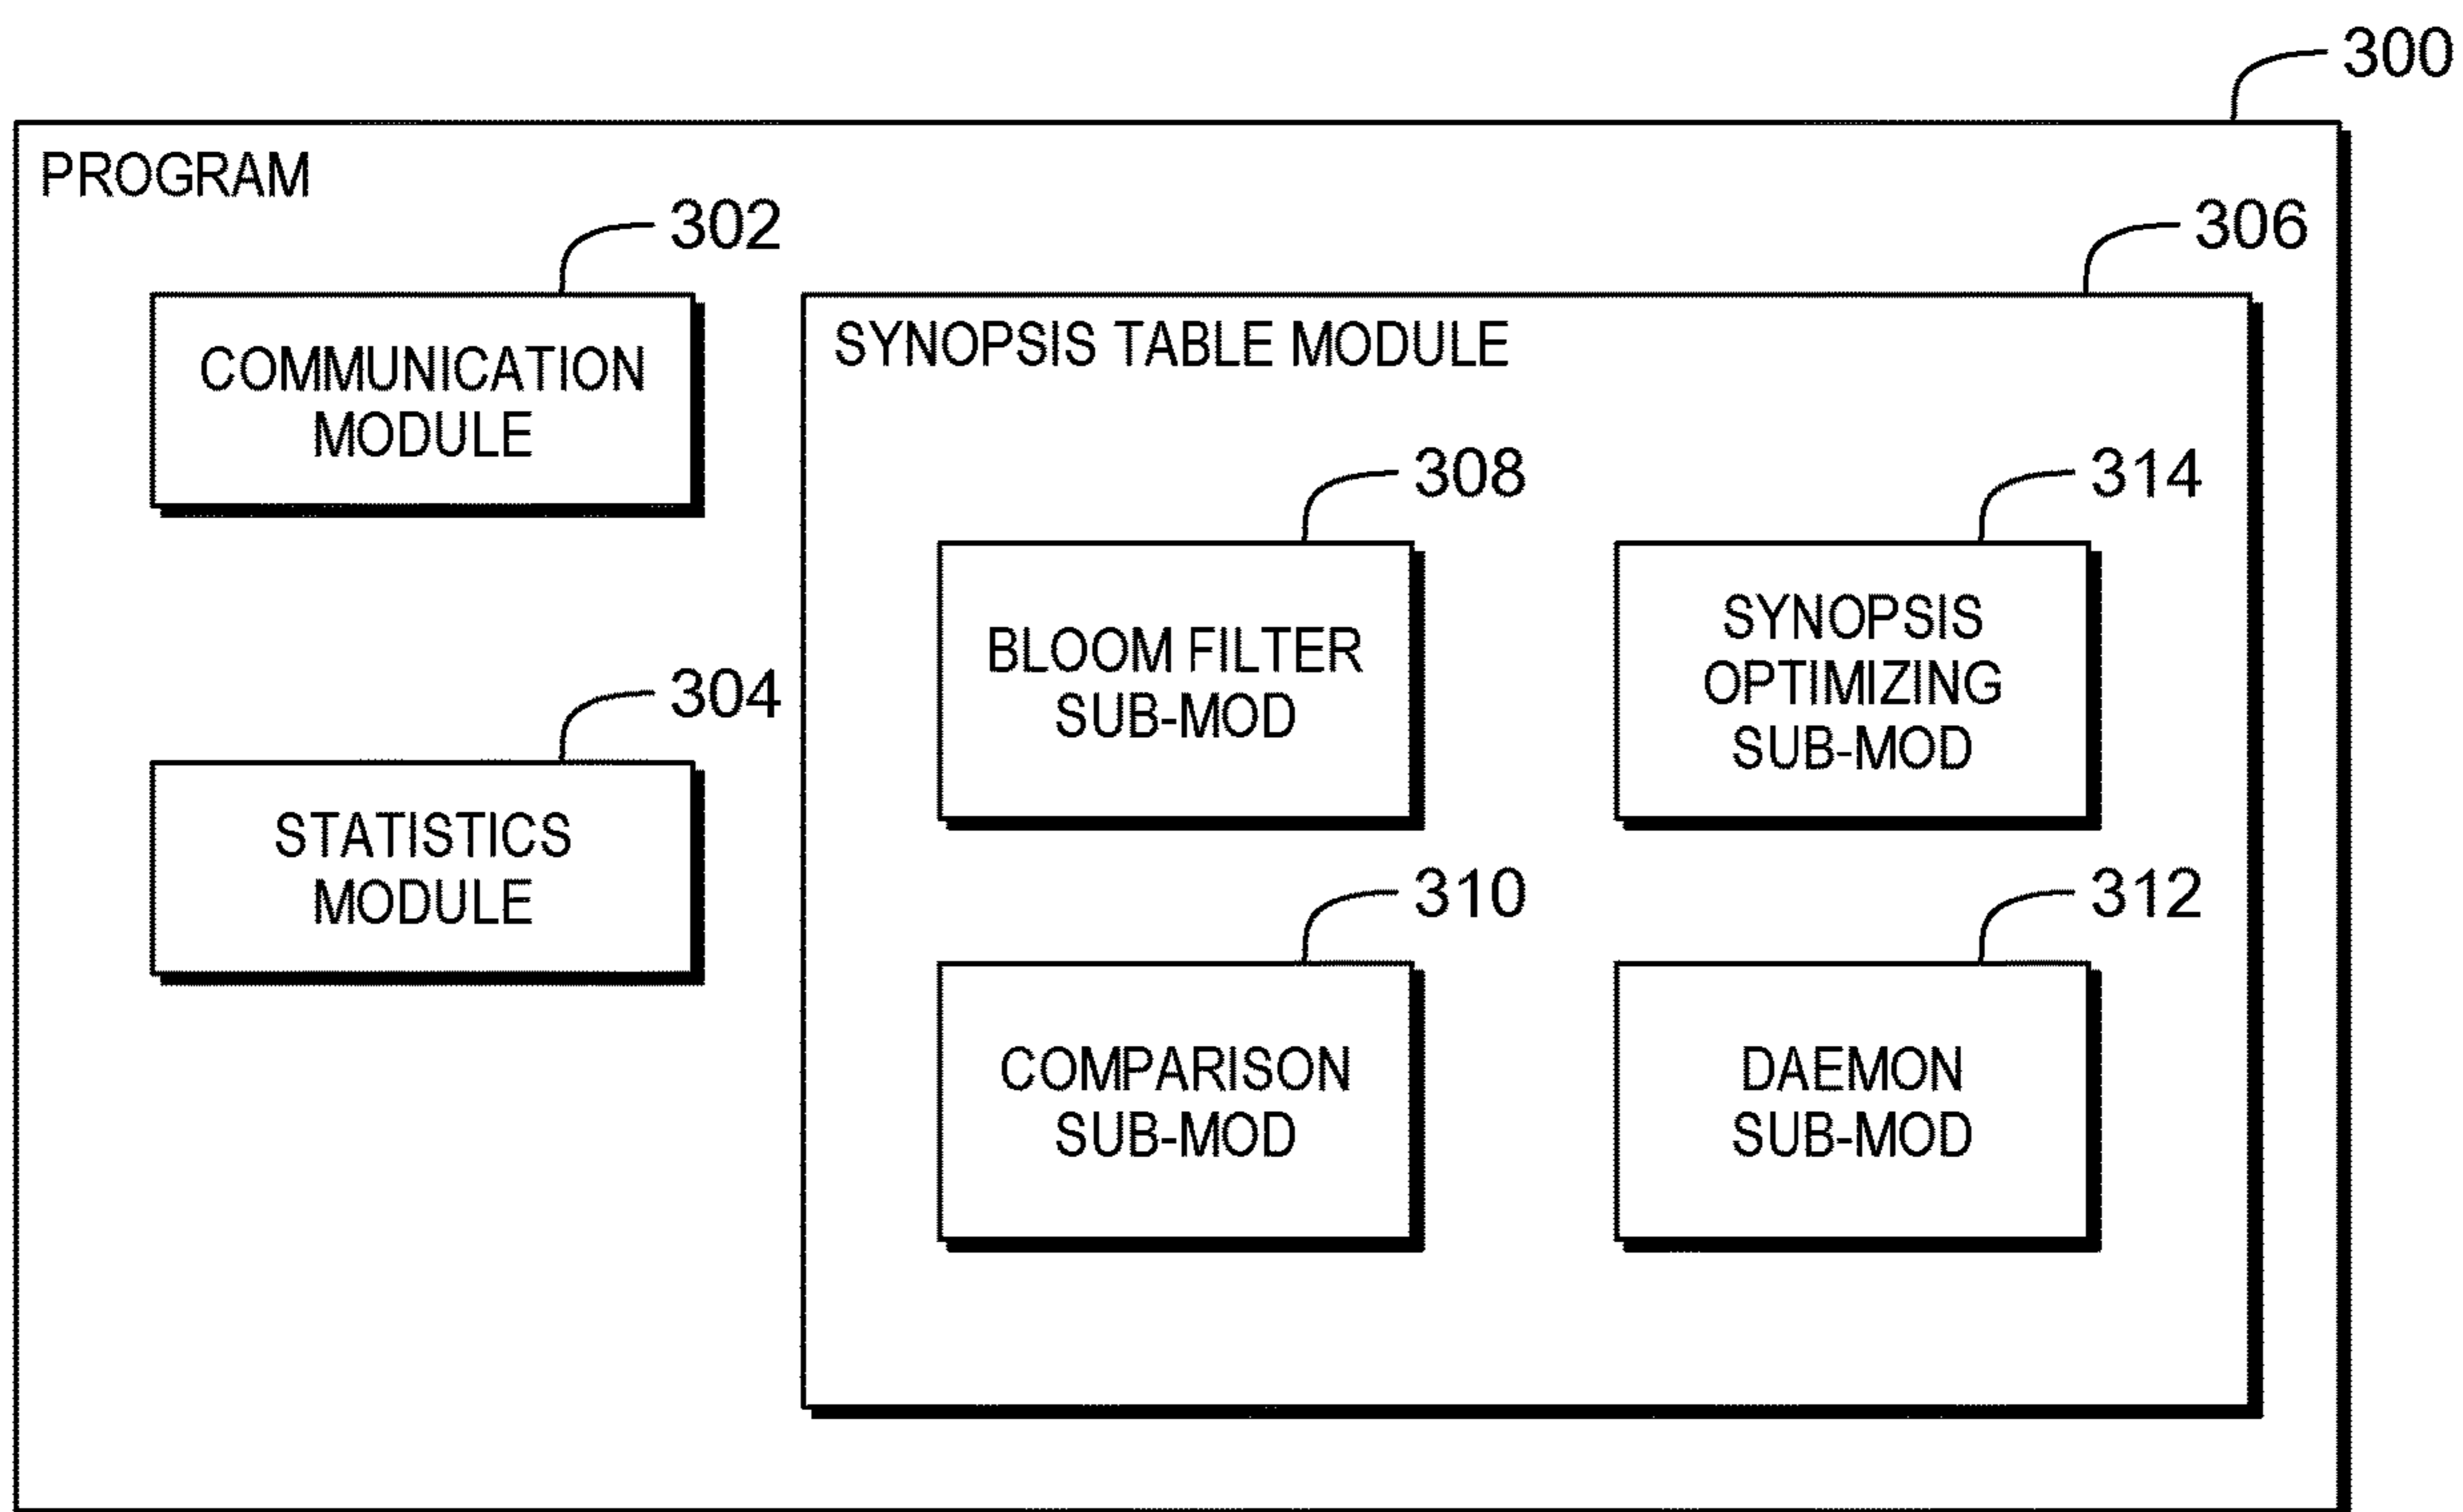 300
PROGRAM
302
306
COMMUNICATION
MODULE
SYNOPSIS TABLE MODULE
308
314
BLOOM FILTER
SUB-MOD
SYNOPSIS
OPTIMIZING
SUB-MOD
304
STATISTICS
MODULE
310
312
COMPARISON
SUB-MOD
DAEMON
SUB-MOD